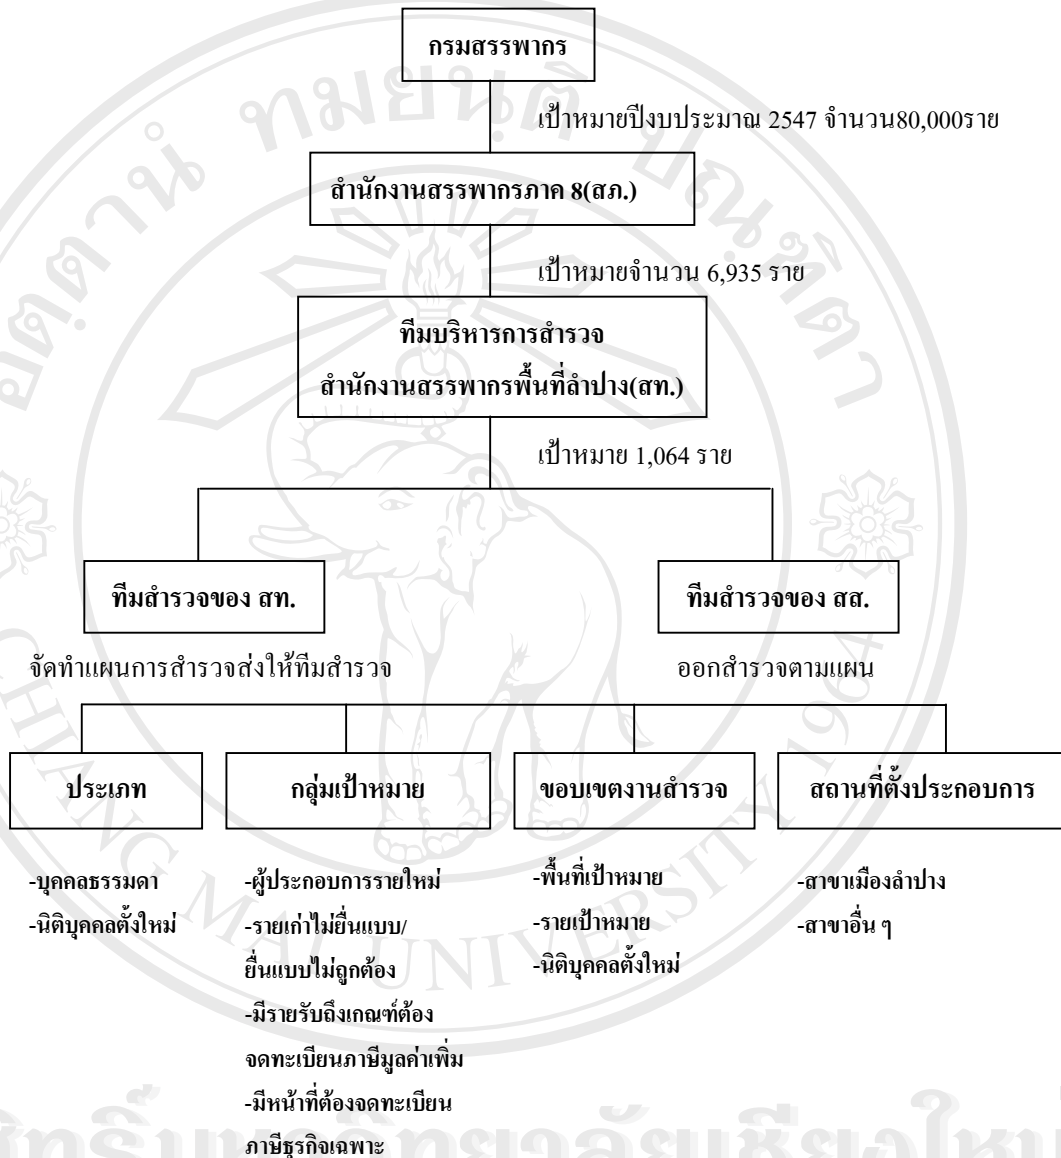 กรมสรรพากร
เป้าหมายปีงบประมาณ 2547 จำนวน80,000ราย
สำนักงานสรรพากรภาค 8(สภ.)
เป้าหมายจำนวน 6,935 ราย
ทีมบริหารการสำรวจ
สำนักงานสรรพากรพื้นที่ลำปาง(สท.)
เป้าหมาย 1,064 ราย
ทีมสำรวจของ สท.
ทีมสำรวจของ สส.
จัดทำแผนการสำรวจส่งให้ทีมสำรวจ
ออกสำรวจตามแผน
ประเภท
-บุคคลธรรมดา
-นิติบุคคลตั้งใหม่
กลุ่มเป้าหมาย
-ผู้ประกอบการรายใหม่
-รายเก่าไม่ยื่นแบบ/
ยื่นแบบไม่ถูกต้อง
-มีรายรับถึงเกณฑ์ต้อง
จดทะเบียนภาษีมูลค่าเพิ่ม
-มีหน้าที่ต้องจดทะเบียน
ภาษีธุรกิจเฉพาะ
ขอบเขตงานสำรวจ
-พื้นที่เป้าหมาย
-รายเป้าหมาย
-นิติบุคคลตั้งใหม่
สถานที่ตั้งประกอบการ
-สาขาเมืองลำปาง
-สาขาอื่น ๆ
CHIANG MAI UNIVERSITY 1964